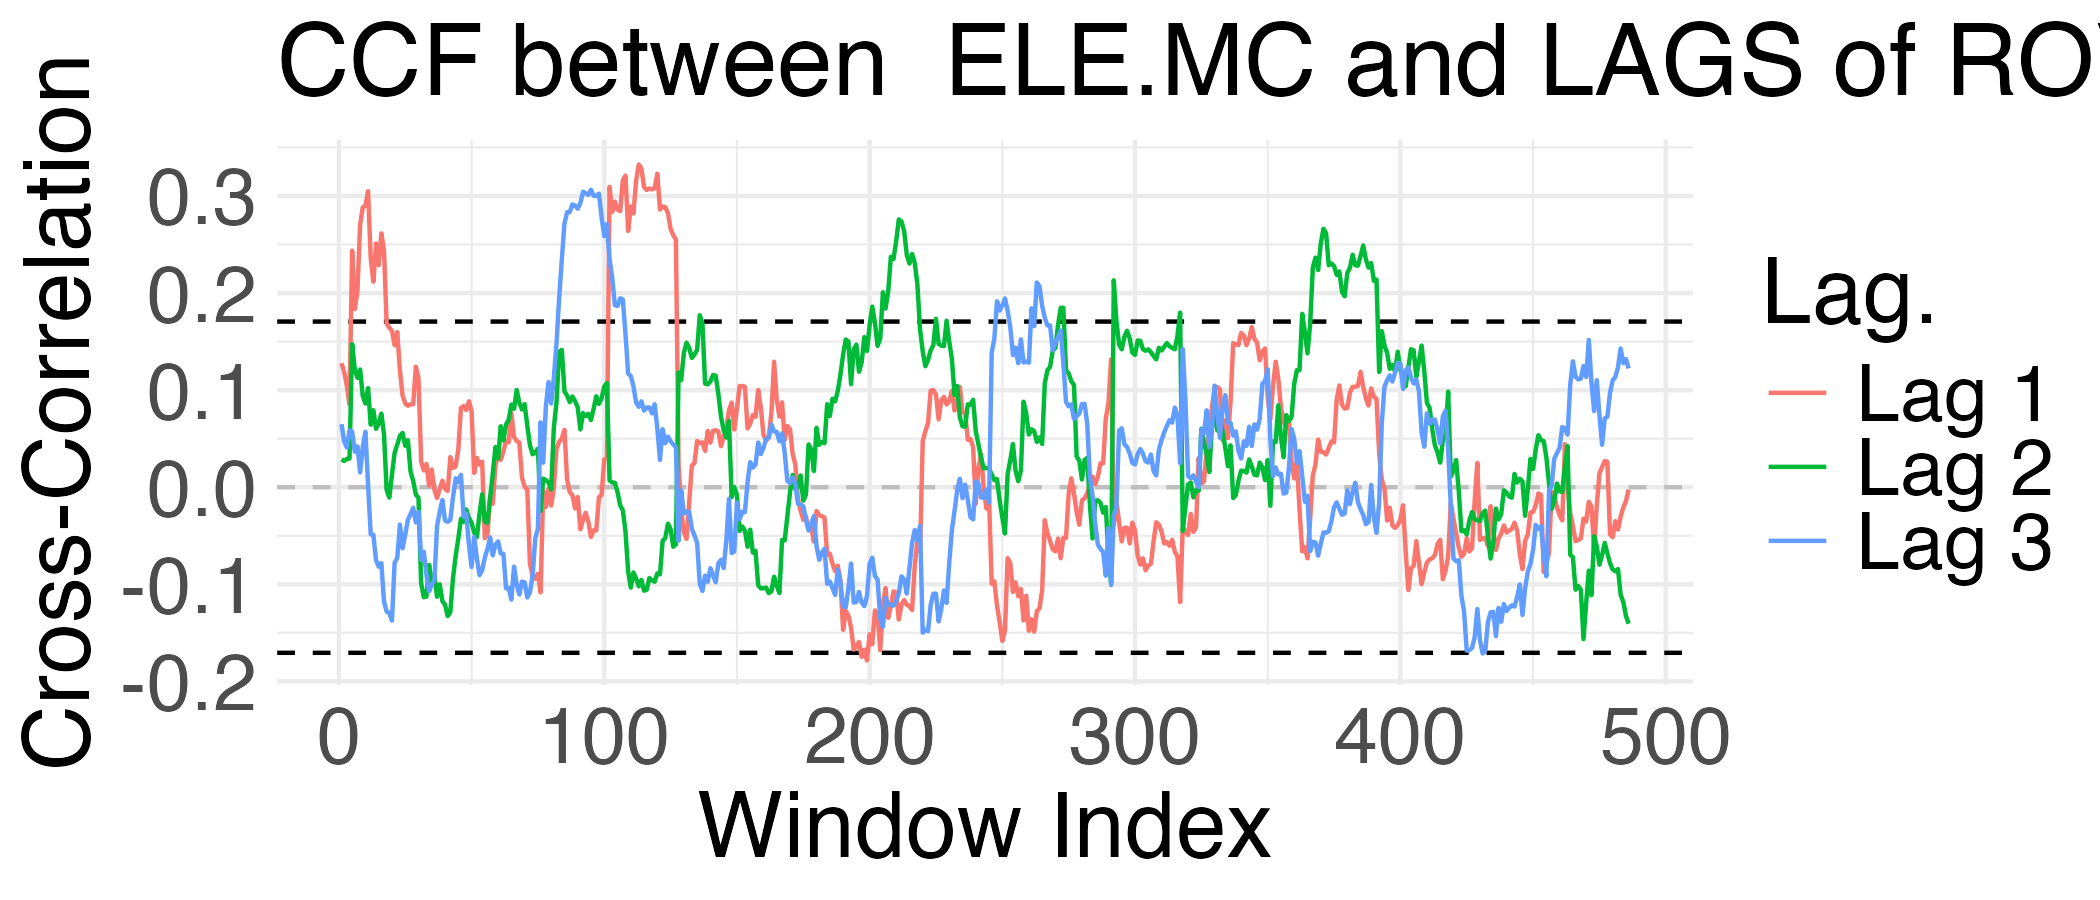 CCF between  ELE.MC and LAGS of
Cross-Correlation
0.3
0.2
0.1
0.0
-0.1
-0.2
0 100 200 300 400 500
Window Index
Lag.
Lag 1
Lag 2
Lag 3